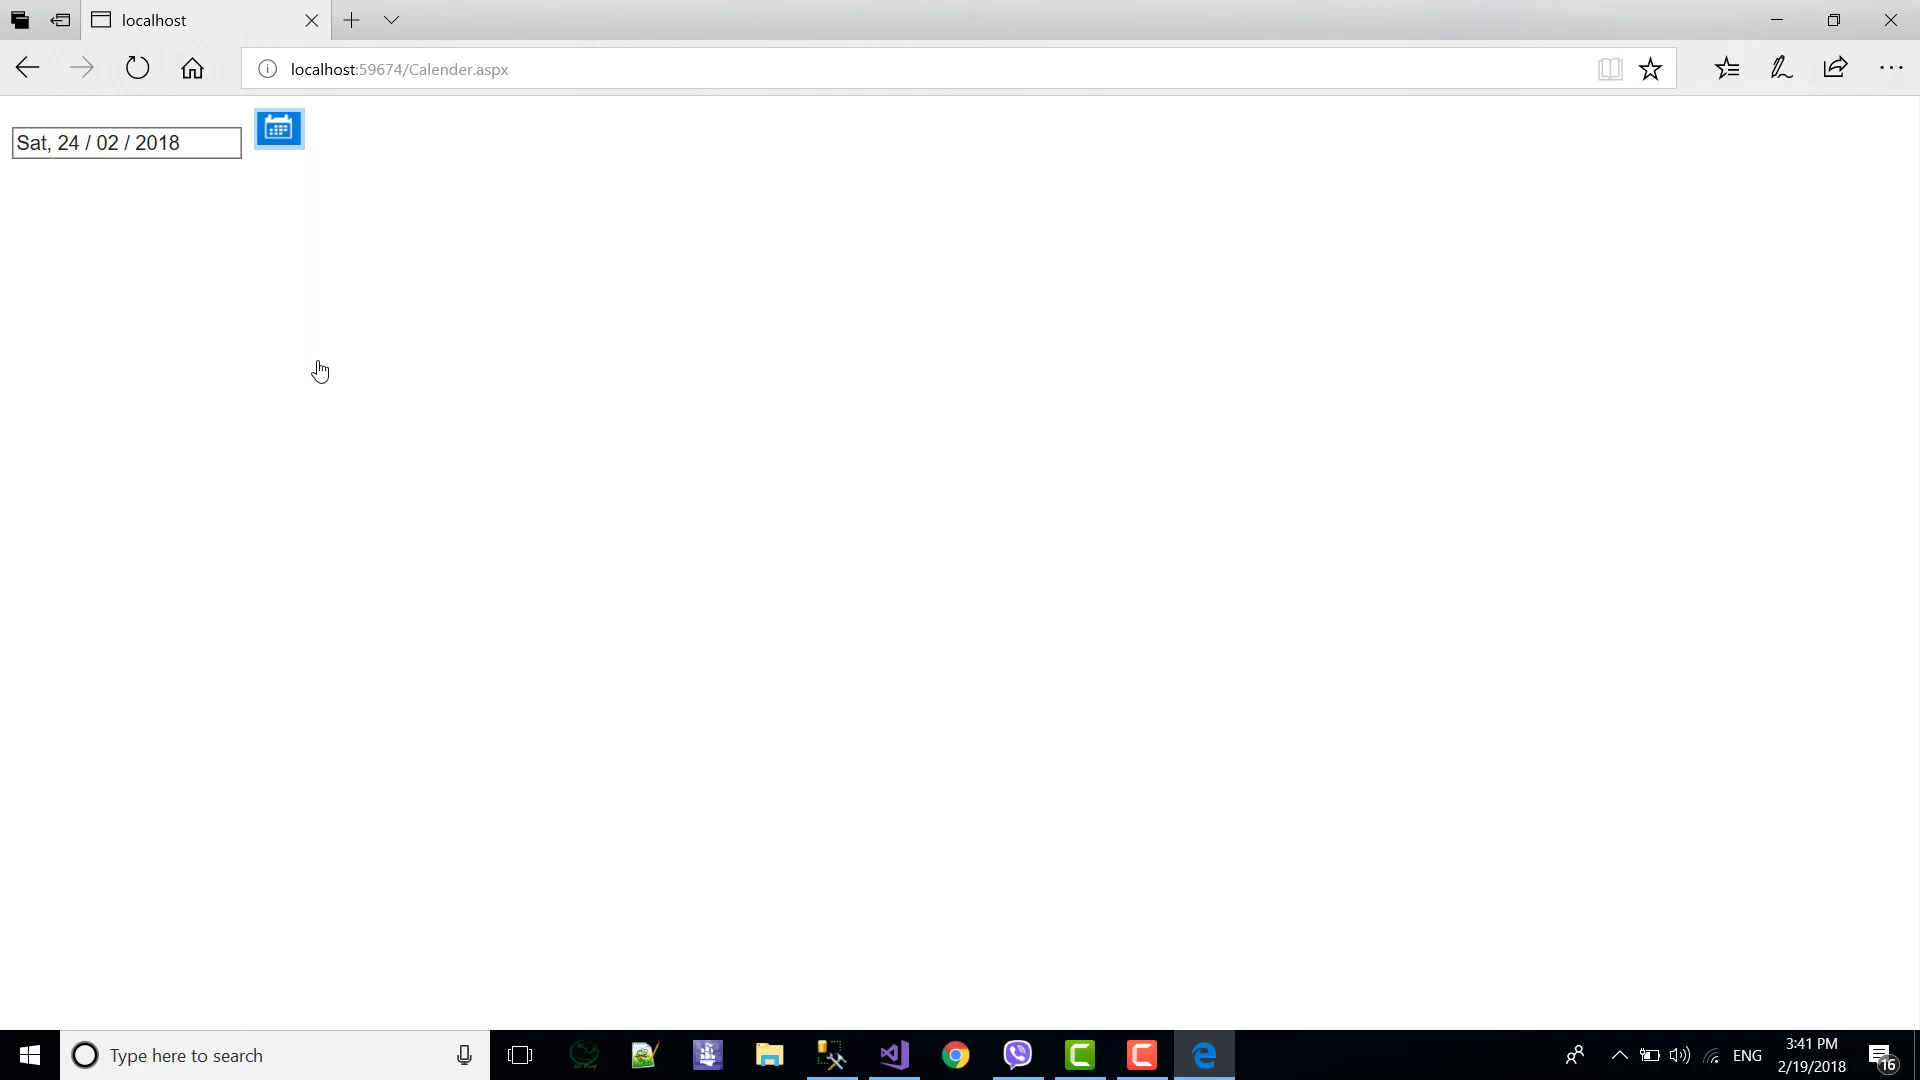 localhost
localhost:59674/Calender.aspx
Sat, 24 / 02 / 2018
Type here to search
ENG
3:41 PM
2/19/2018
16